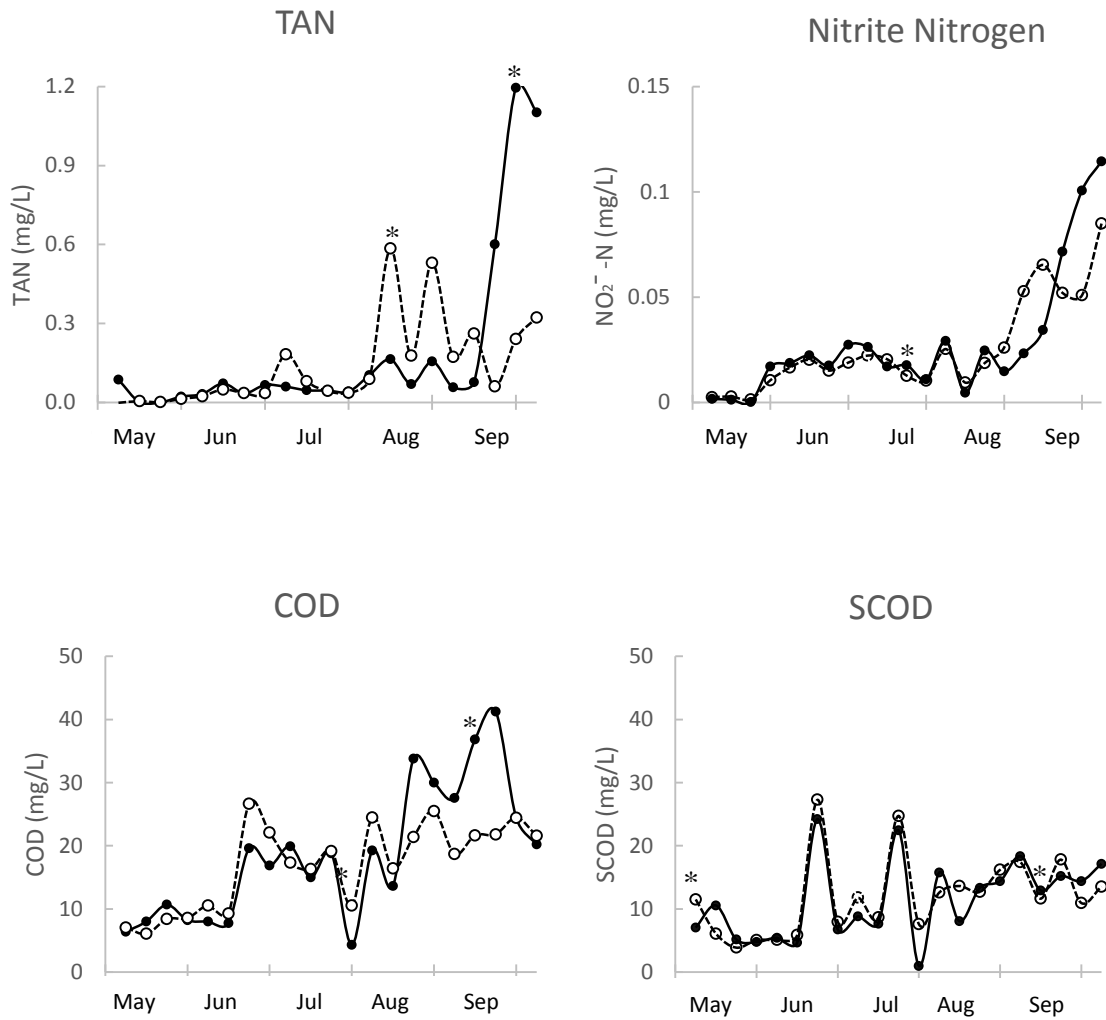 TAN
Nitrite Nitrogen
TAN (mg/L)
1.2
0.9
0.6
0.3
0.0
*
*
May Jun Jul Aug Sep
NO₂⁻ -N (mg/L)
0.15
0.1
0.05
0
*
May Jun Jul Aug Sep
COD
SCOD
COD (mg/L)
50
40
30
20
10
0
*
*
May Jun Jul Aug Sep
SCOD (mg/L)
50
40
30
20
10
0
*
*
May Jun Jul Aug Sep